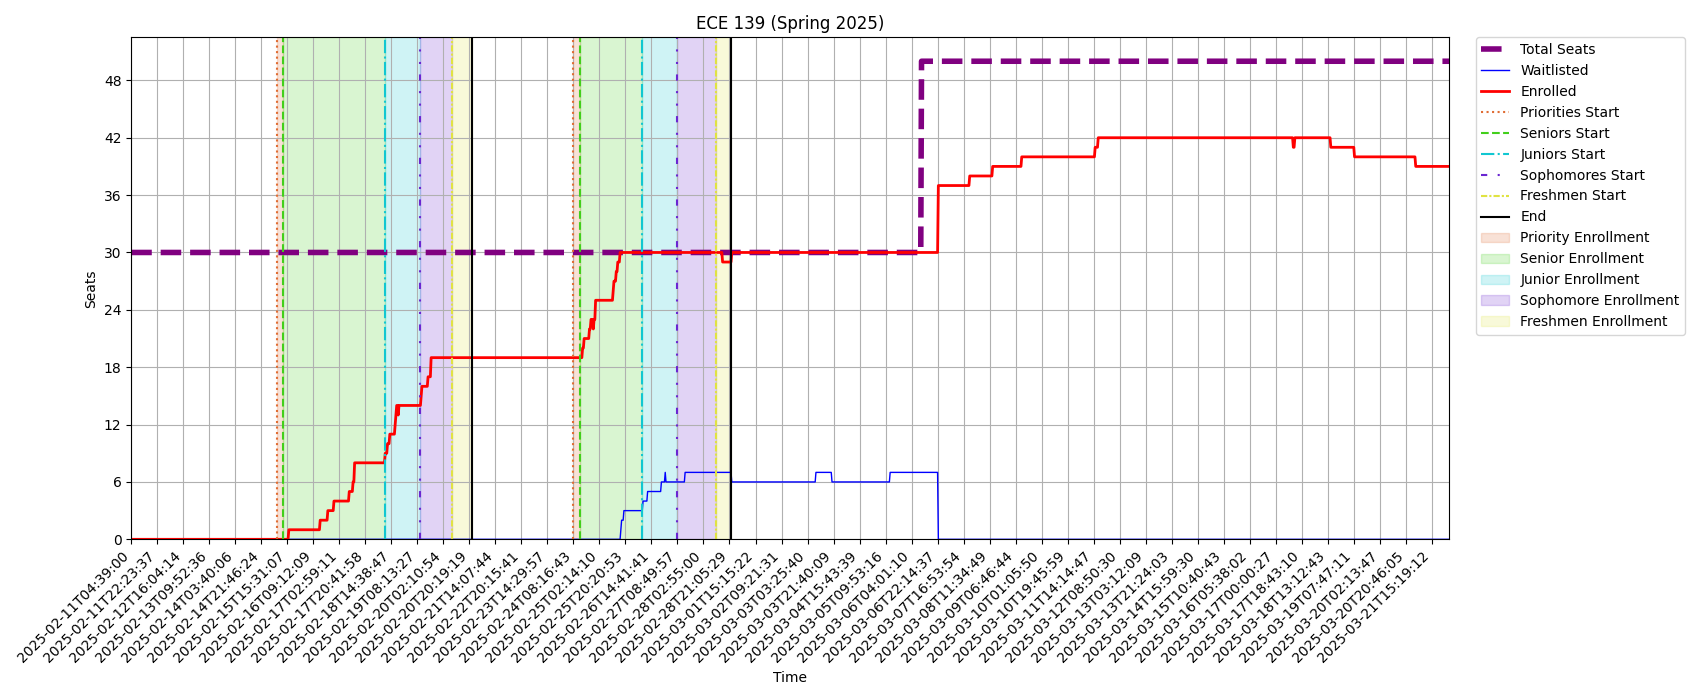 ECE 139 (Spring 2025)
Seats
48
42
36
30
24
18
12
6
0
2025-02-11T04:39:00
2025-02-11T22:23:37
2025-02-12T16:04:14
2025-02-13T09:52:36
2025-02-14T03:40:06
2025-02-14T21:46:24
2025-02-15T15:31:07
2025-02-16T09:12:09
2025-02-17T02:59:11
2025-02-17T20:41:58
2025-02-18T14:38:47
2025-02-19T08:13:27
2025-02-20T02:10:54
2025-02-20T20:19:19
2025-02-21T14:07:44
2025-02-22T20:15:41
2025-02-23T14:29:57
2025-02-24T08:16:43
2025-02-25T02:14:10
2025-02-25T20:20:53
2025-02-26T14:41:41
2025-02-27T08:49:57
2025-02-28T02:55:00
2025-02-28T21:05:29
2025-03-01T15:15:22
2025-03-02T09:21:31
2025-03-03T03:25:40
2025-03-03T21:40:09
2025-03-04T15:43:39
2025-03-05T09:53:16
2025-03-06T04:01:10
2025-03-06T22:14:37
2025-03-07T16:53:54
2025-03-08T11:34:49
2025-03-09T06:46:44
2025-03-10T01:05:50
2025-03-10T19:45:59
2025-03-11T14:14:47
2025-03-12T08:50:30
2025-03-13T03:12:09
2025-03-13T21:24:03
2025-03-14T15:59:30
2025-03-15T10:40:43
2025-03-16T05:38:02
2025-03-17T00:00:27
2025-03-17T18:43:10
2025-03-18T13:12:43
2025-03-19T07:47:11
2025-03-20T02:13:47
2025-03-20T20:46:05
2025-03-21T15:19:12
Time
Total Seats
Waitlisted
Enrolled
Priorities Start
Seniors Start
Juniors Start
Sophomores Start
Freshmen Start
End
Priority Enrollment
Senior Enrollment
Junior Enrollment
Sophomore Enrollment
Freshmen Enrollment